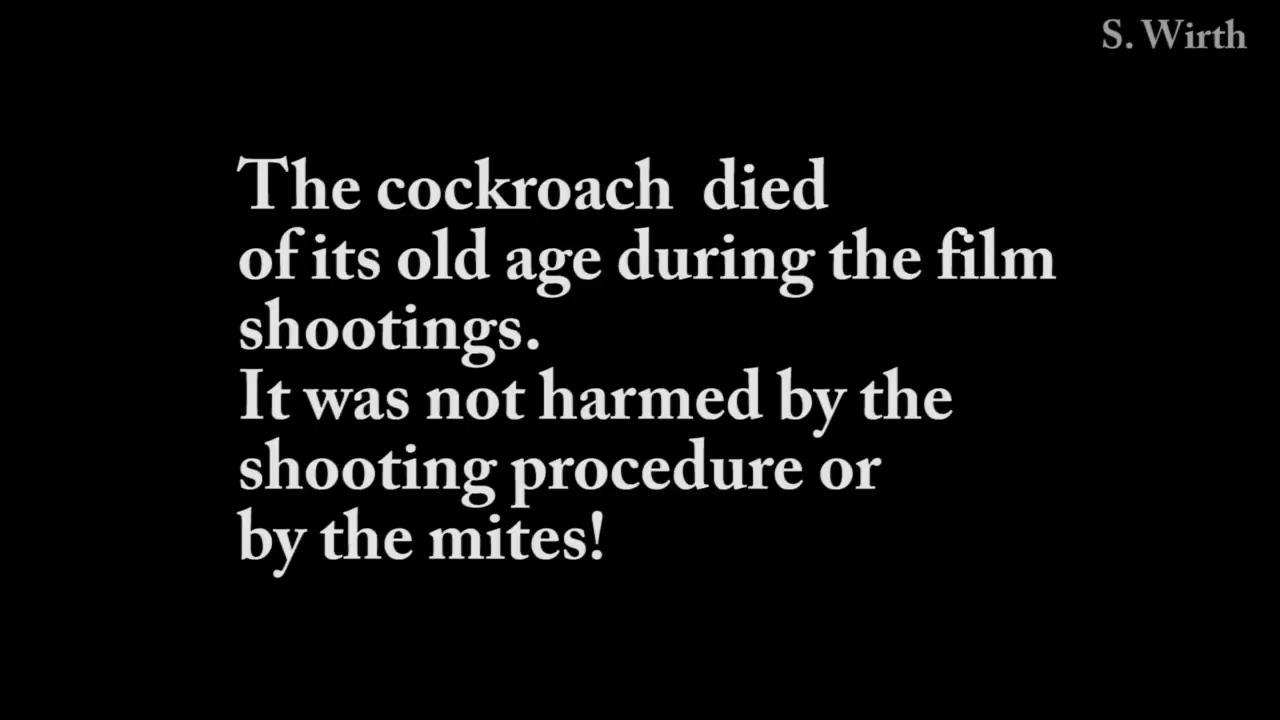 S. Wirth
The cockroach died
of its old age during the film
shootings.
It was not harmed by the
shooting procedure or
by the mites!